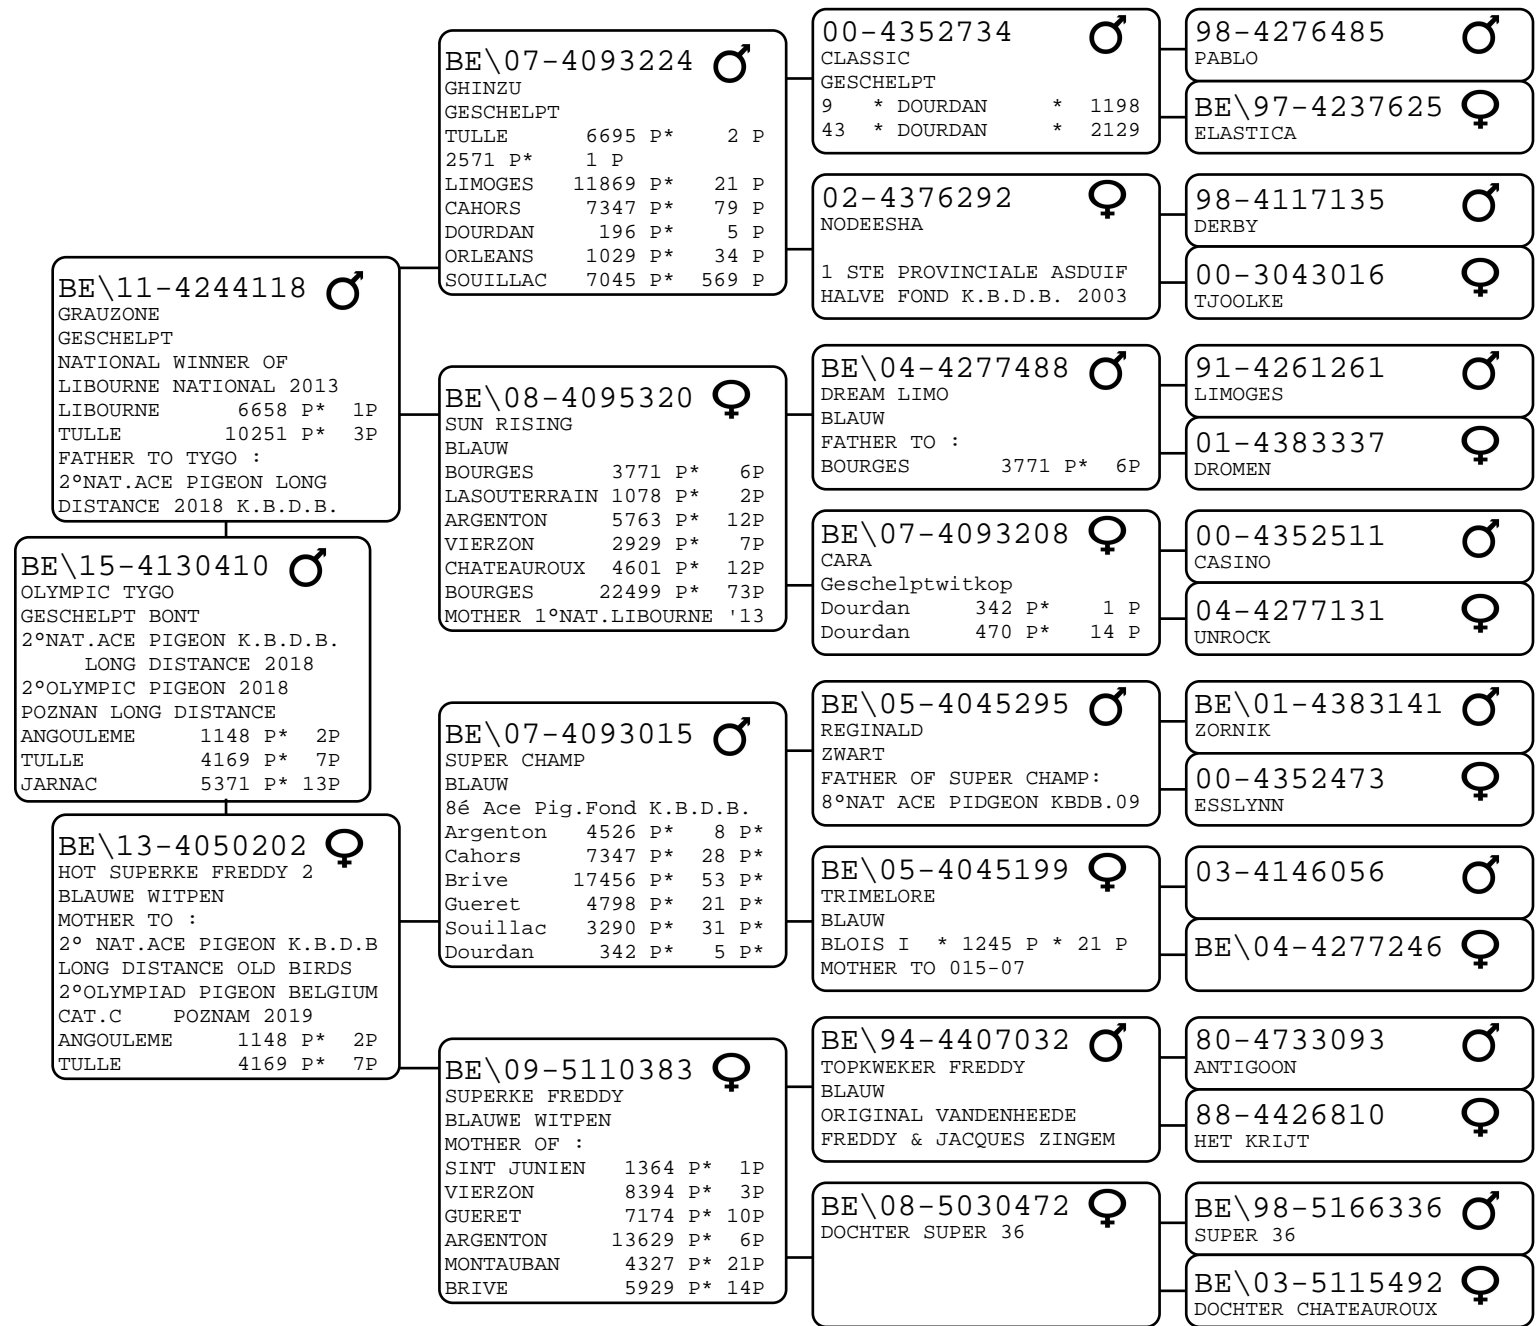 BE\15-4130410
OLYMPIC TYGO
GESCHELPT BONT
2°NAT.ACE PIGEON K.B.D.B.
LONG DISTANCE 2018
2°OLYMPIC PIGEON 2018
POZNAN LONG DISTANCE
ANGOULEME 1148 P* 2P
TULLE 4169 P* 7P
JARNAC 5371 P* 13P
BE\11-4244118
GRAUZONE
GESCHELPT
NATIONAL WINNER OF
LIBOURNE NATIONAL 2013
LIBOURNE 6658 P* 1P
TULLE 10251 P* 3P
FATHER TO TYGO :
2°NAT.ACE PIGEON LONG
DISTANCE 2018 K.B.D.B.
BE\13-4050202
HOT SUPERKE FREDDY 2
BLAUWE WITPEN
MOTHER TO :
2° NAT.ACE PIGEON K.B.D.B
LONG DISTANCE OLD BIRDS
2°OLYMPIAD PIGEON BELGIUM
CAT.C POZNAM 2019
ANGOULEME 1148 P* 2P
TULLE 4169 P* 7P
BE\07-4093224
GHINZU
GESCHELPT
TULLE 6695 P* 2 P
2571 P* 1 P
LIMOGES 11869 P* 21 P
CAHORS 7347 P* 79 P
DOURDAN 196 P* 5 P
ORLEANS 1029 P* 34 P
SOUILLAC 7045 P* 569 P
BE\08-4095320
SUN RISING
BLAUW
BOURGES 3771 P* 6P
LASOUTERRAIN 1078 P* 2P
ARGENTON 5763 P* 12P
VIERZON 2929 P* 7P
CHATEAUROUX 4601 P* 12P
BOURGES 22499 P* 73P
MOTHER 1°NAT.LIBOURNE '13
BE\07-4093015
SUPER CHAMP
BLAUW
8é Ace Pig.Fond K.B.D.B.
Argenton 4526 P* 8 P*
Cahors 7347 P* 28 P*
Brive 17456 P* 53 P*
Gueret 4798 P* 21 P*
Souillac 3290 P* 31 P*
Dourdan 342 P* 5 P*
BE\09-5110383
SUPERKE FREDDY
BLAUWE WITPEN
MOTHER OF :
SINT JUNIEN 1364 P* 1P
VIERZON 8394 P* 3P
GUERET 7174 P* 10P
ARGENTON 13629 P* 6P
MONTAUBAN 4327 P* 21P
BRIVE 5929 P* 14P
00-4352734
CLASSIC
GESCHELPT
9 * DOURDAN * 1198
43 * DOURDAN * 2129
02-4376292
NODEESHA
1 STE PROVINCIALE ASDUIF
HALVE FOND K.B.D.B. 2003
BE\04-4277488
DREAM LIMO
BLAUW
FATHER TO :
BOURGES 3771 P* 6P
BE\07-4093208
CARA
Geschelptwitkop
Dourdan 342 P* 1 P
Dourdan 470 P* 14 P
BE\05-4045295
REGINALD
ZWART
FATHER OF SUPER CHAMP:
8°NAT ACE PIDGEON KBDB.09
BE\05-4045199
TRIMELORE
BLAUW
BLOIS I * 1245 P * 21 P
MOTHER TO 015-07
BE\94-4407032
TOPKWEKER FREDDY
BLAUW
ORIGINAL VANDENHEEDE
FREDDY & JACQUES ZINGEM
BE\08-5030472
DOCHTER SUPER 36
98-4276485
PABLO
BE\97-4237625
ELASTICA
98-4117135
DERBY
00-3043016
TJOOLKE
91-4261261
LIMOGES
01-4383337
DROMEN
00-4352511
CASINO
04-4277131
UNROCK
BE\01-4383141
ZORNIK
00-4352473
ESSLYNN
03-4146056
BE\04-4277246
80-4733093
ANTIGOON
88-4426810
HET KRIJT
BE\98-5166336
SUPER 36
BE\03-5115492
DOCHTER CHATEAUROUX